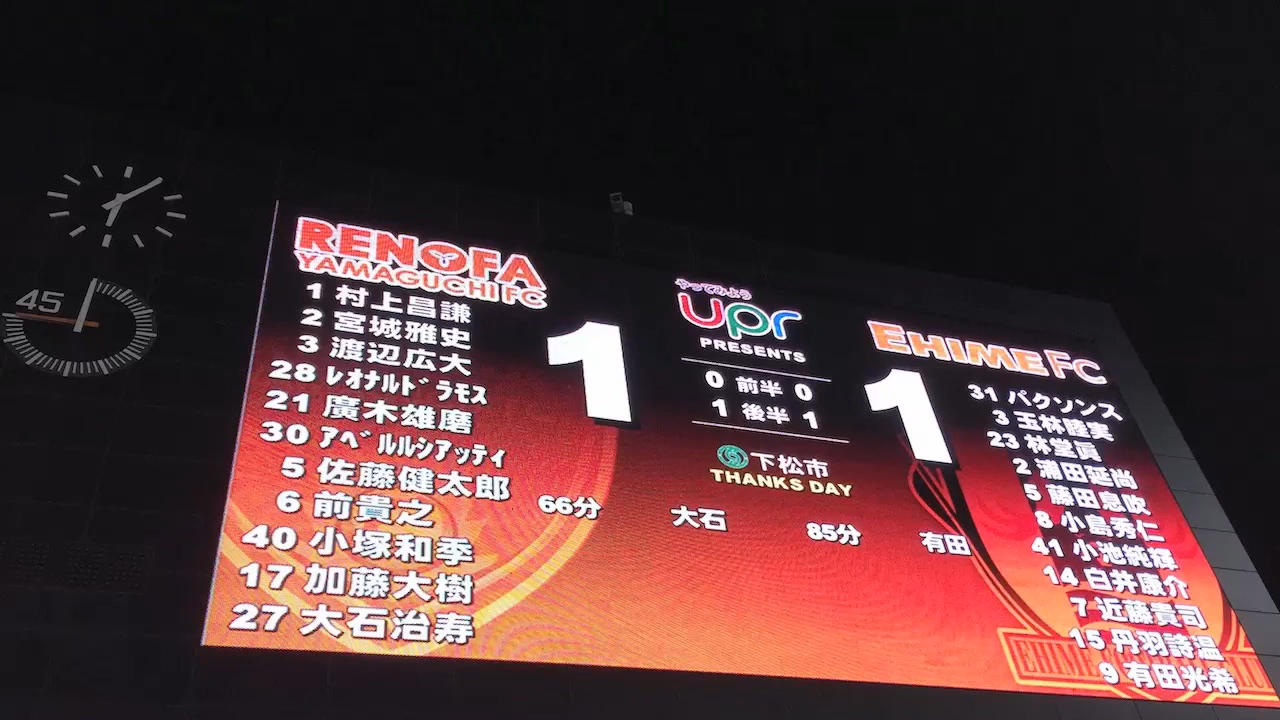 45
RENOFA
YAMAGUCHI FC
1 村上昌謙
2 宮城雅史
3 渡辺広大
28 ﾚｵﾅﾙﾄﾞ ﾗﾓｽ
21 廣木雄磨
30 ｱﾍﾞﾙﾙｼｱｯﾃｨ
5 佐藤健太郎
6 前貴之
40 小塚和季
17 加藤大樹
27 大石治寿
1
66分 大石
やってみよう
upr
PRESENTS
0 前半 0
1 後半 1
下松市
THANKS DAY
85分 有田
EHIME FC
1
31 パクソンス
3 玉林睦実
23 林堂眞
2 浦田延尚
5 藤田息吹
8 小島秀仁
41 小池純輝
14 白井康介
7 近藤貴司
15 丹羽詩温
9 有田光希
EHIME